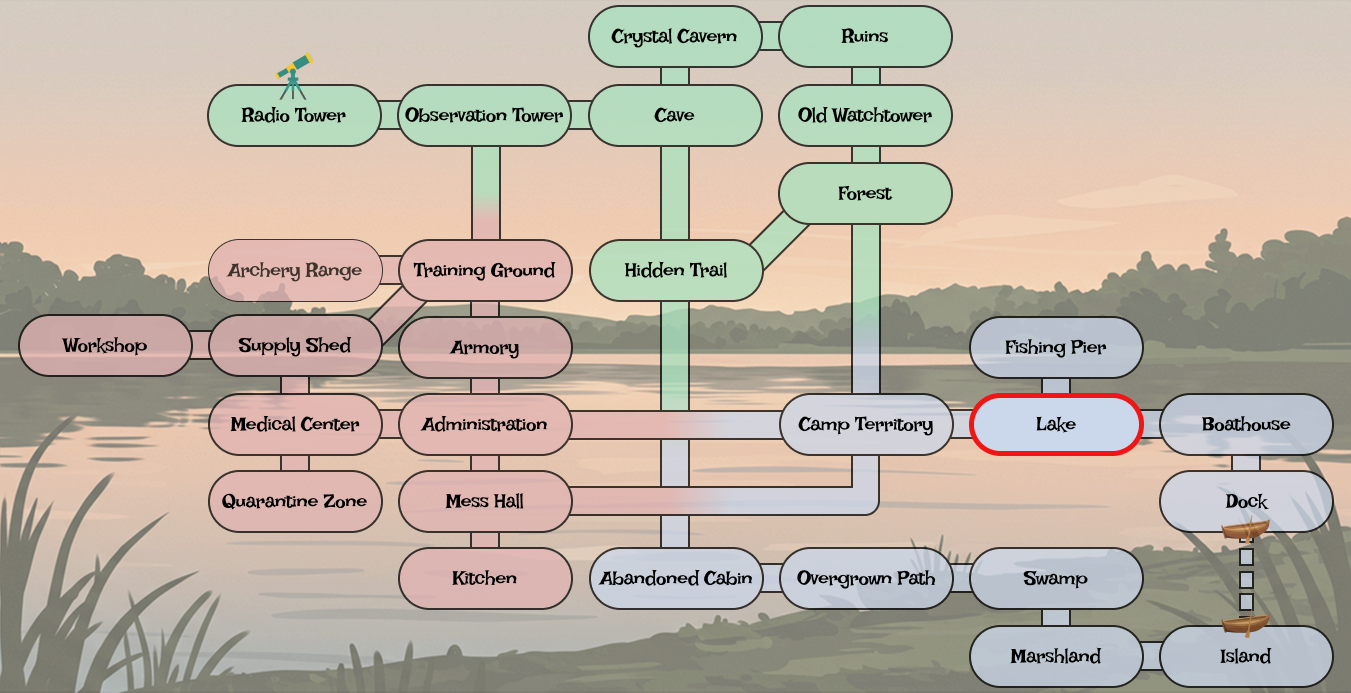 Crystal Cavern
Ruins
Radio Tower
Observation Tower
Cave
Old Watchtower
Forest
Archery Range
Training Ground
Hidden Trail
Workshop
Supply Shed
Armory
Fishing Pier
Medical Center
Administration
Camp Territory
Lake
Boathouse
Quarantine Zone
Mess Hall
Dock
Kitchen
Abandoned Cabin
Overgrown Path
Swamp
Marshland
Island